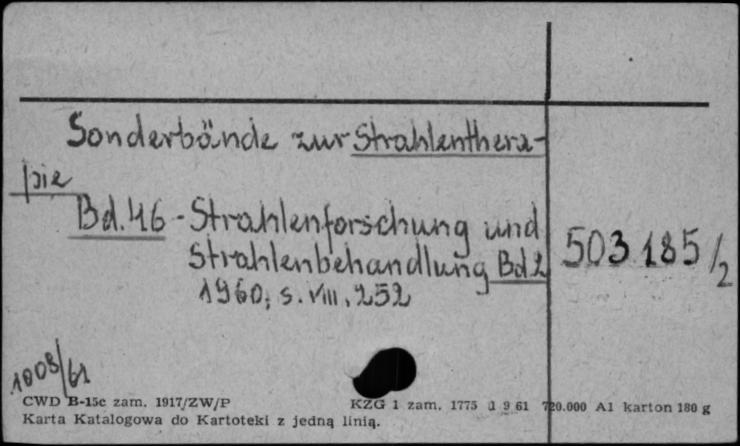 Sonderbände zur Strahlenthera-
pie
Bd. 46 - Strahlenforschung und
Strahlenbehandlung Bd 2
503 185/2
1960; s. VIII, 252
1008/61
CWD B-15c zam. 1917/ZW/P KZG 1 zam. 1775 d 9 61 720.000 A1 karton 180 g
Karta Katalogowa do Kartoteki z jedną linią.